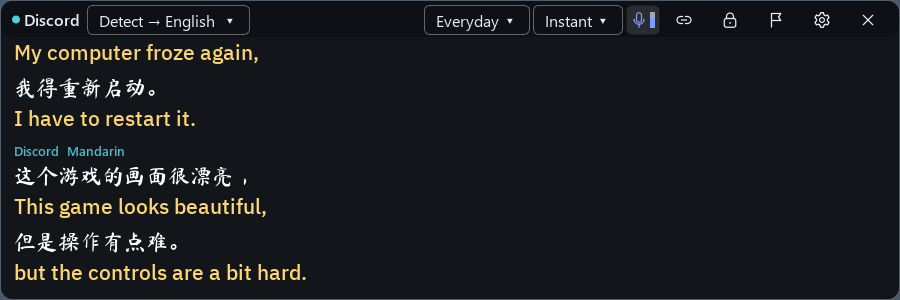 Discord Detect → English Everyday Instant
My computer froze again,
我得重新启动。
I have to restart it.
Discord Mandarin
这个游戏的画面很漂亮，
This game looks beautiful,
但是操作有点难。
but the controls are a bit hard.